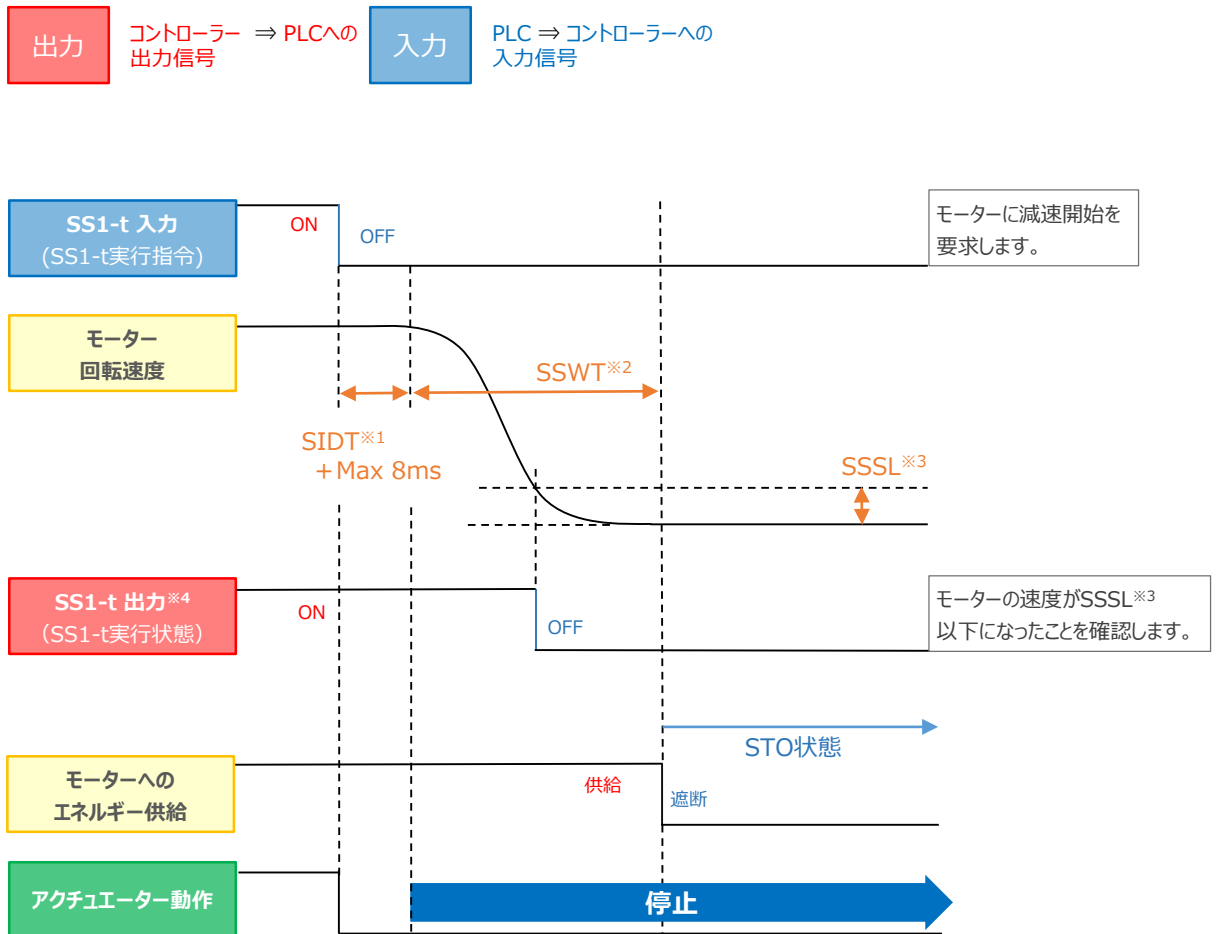 出力
コントローラー ⇒ PLCへの
出力信号
入力
PLC ⇒ コントローラーへの
入力信号
SS1-t 入力
(SS1-t実行指令)
ON
OFF
モーターに減速開始を
要求します。
モーター
回転速度
SSWT※2
SIDT※1
+Max 8ms
SSSL※3
SS1-t 出力※4
(SS1-t実行状態)
ON
OFF
モーターの速度がSSSL※3
以下になったことを確認します。
STO状態
モーターへの
エネルギー供給
供給
遮断
アクチュエーター動作
停止